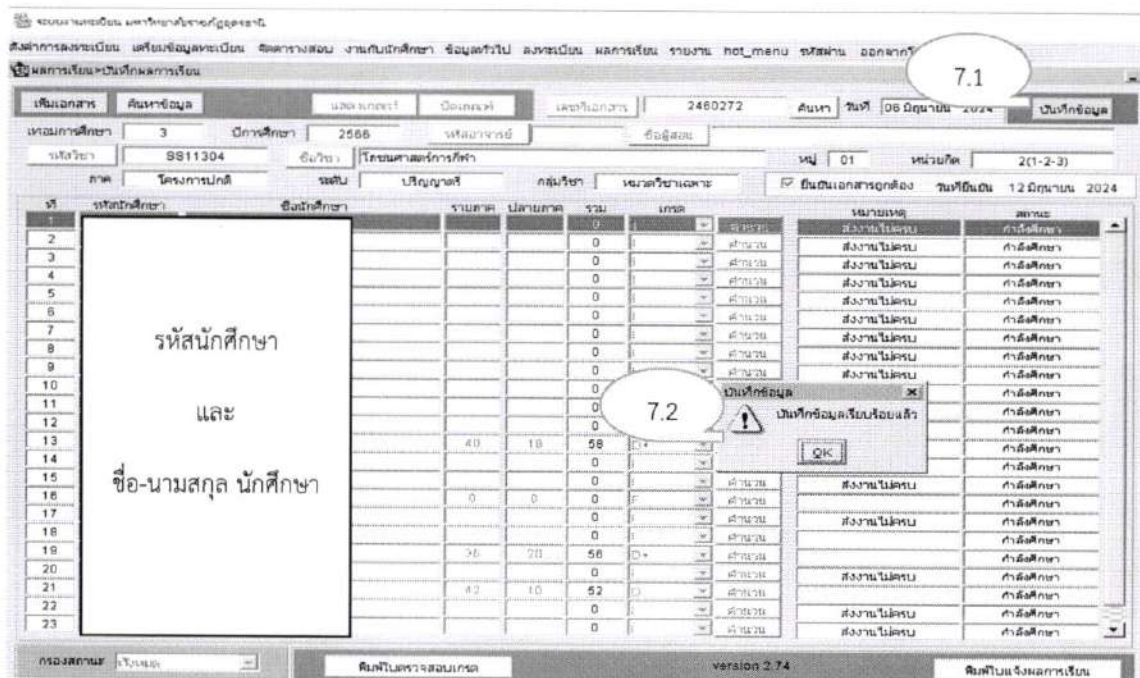 ระบบงานทะเบียน มหาวิทยาลัยราชภัฏอุดรธานี
ตั้งค่าการลงทะเบียน เตรียมข้อมูลทะเบียน จัดตารางสอบ งานกับนักศึกษา ข้อมูลทั่วไป ลงทะเบียน ผลการเรียน รายงาน hot_menu รหัสผ่าน
ผลการเรียน>บันทึกผลการเรียน
7.1
เพิ่มเอกสาร ค้นหาข้อมูล เลขที่เอกสาร 2460272 ค้นหา วันที่ 06 มิถุนายน 2024 บันทึกข้อมูล
เทอมการศึกษา 3 ปีการศึกษา 2566 รหัสอาจารย์ ชื่อผู้สอน
รหัสวิชา SS11304 ชื่อวิชา โภชนศาสตร์การกีฬา หมู่ 01 หน่วยกิต 2(1-2-3)
ภาค โครงการปกติ ระดับ ปริญญาตรี กลุ่มวิชา หมวดวิชาเฉพาะ ยืนยันเอกสารถูกต้อง วันที่ยืนยัน 12 มิถุนายน 2024
ที่ รหัสนักศึกษา ชื่อนักศึกษา รายภาค ปลายภาค รวม เกรด หมายเหตุ สถานะ
1 0 I คำนวน ส่งงานไม่ครบ กำลังศึกษา
2 0 I คำนวน ส่งงานไม่ครบ กำลังศึกษา
3 0 I คำนวน ส่งงานไม่ครบ กำลังศึกษา
4 0 I คำนวน ส่งงานไม่ครบ กำลังศึกษา
5 0 I คำนวน ส่งงานไม่ครบ กำลังศึกษา
6 0 I คำนวน ส่งงานไม่ครบ กำลังศึกษา
7 0 I คำนวน ส่งงานไม่ครบ กำลังศึกษา
8 0 I คำนวน ส่งงานไม่ครบ กำลังศึกษา
9 0 I คำนวน ส่งงานไม่ครบ กำลังศึกษา
10 0 กำลังศึกษา
11 0 กำลังศึกษา
12 0 กำลังศึกษา
13 40 18 58 D+ กำลังศึกษา
14 0 I กำลังศึกษา
15 0 I คำนวน ส่งงานไม่ครบ กำลังศึกษา
16 0 0 0 F คำนวน กำลังศึกษา
17 0 I คำนวน ส่งงานไม่ครบ กำลังศึกษา
18 0 I คำนวน กำลังศึกษา
19 36 20 56 D+ คำนวน กำลังศึกษา
20 0 I คำนวน ส่งงานไม่ครบ กำลังศึกษา
21 42 10 52 D คำนวน กำลังศึกษา
22 0 I คำนวน ส่งงานไม่ครบ กำลังศึกษา
23 0 I คำนวน ส่งงานไม่ครบ กำลังศึกษา
รหัสนักศึกษา
และ
ชื่อ-นามสกุล นักศึกษา
7.2
บันทึกข้อมูล
บันทึกข้อมูลเรียบร้อยแล้ว
OK
กรองสถานะ ทั้งหมด พิมพ์ใบตรวจสอบเกรด version 2.74 พิมพ์ใบแจ้งผลการเรียน